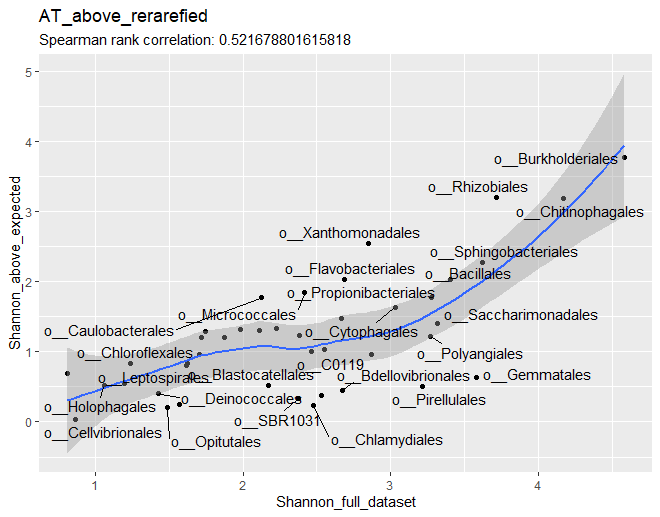 AT_above_rerarefied
Spearman rank correlation: 0.521678801615818
5
4
3
2
1
0
Shannon_above_expected
o__Burkholderiales
o__Rhizobiales
o__Chitinophagales
o__Xanthomonadales
o__Sphingobacteriales
o__Flavobacteriales
o__Bacillales
o__Propionibacteriales
o__Micrococcales
o__Saccharimonadales
o__Caulobacterales
o__Cytophagales
o__Chloroflexales
o__Polyangiales
o__C0119
o__Leptospirales
o__Blastocatellales
o__Bdellovibrionales
o__Gemmatales
o__Holophagales
o__Deinococcales
o__Pirellulales
o__SBR1031
o__Cellvibrionales
o__Opitutales
o__Chlamydiales
1
2
3
4
Shannon_full_dataset